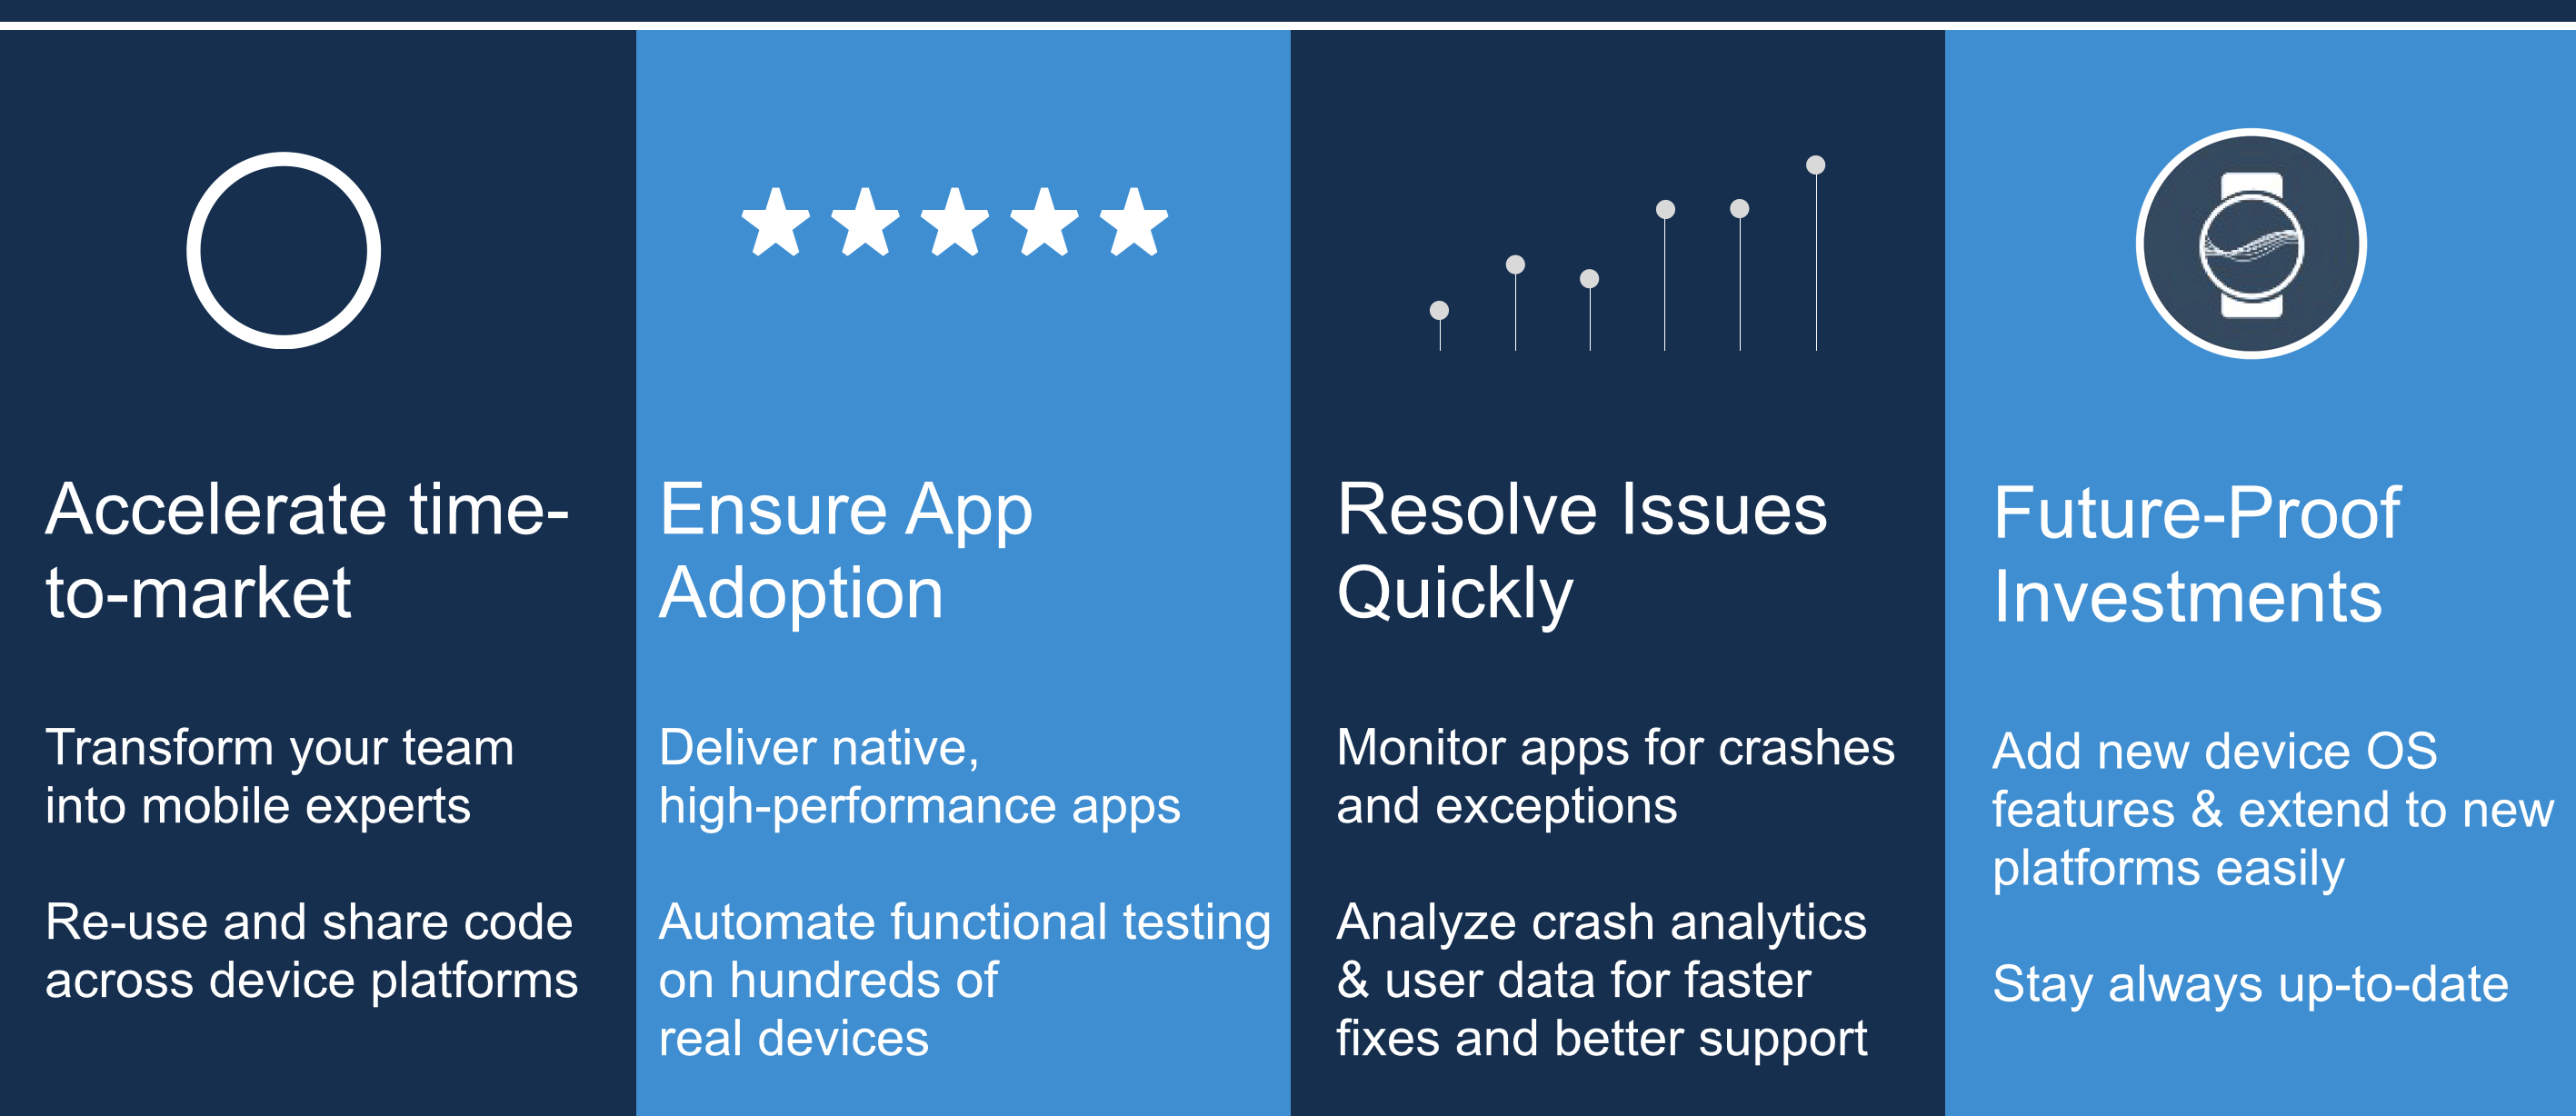 Accelerate time-
to-market
Transform your team
into mobile experts
Re-use and share code
across device platforms
Ensure App
Adoption
Deliver native,
high-performance apps
Automate functional testing
on hundreds of
real devices
Resolve Issues
Quickly
Monitor apps for crashes
and exceptions
Analyze crash analytics
& user data for faster
fixes and better support
Future-Proof
Investments
Add new device OS
features & extend to new
platforms easily
Stay always up-to-date